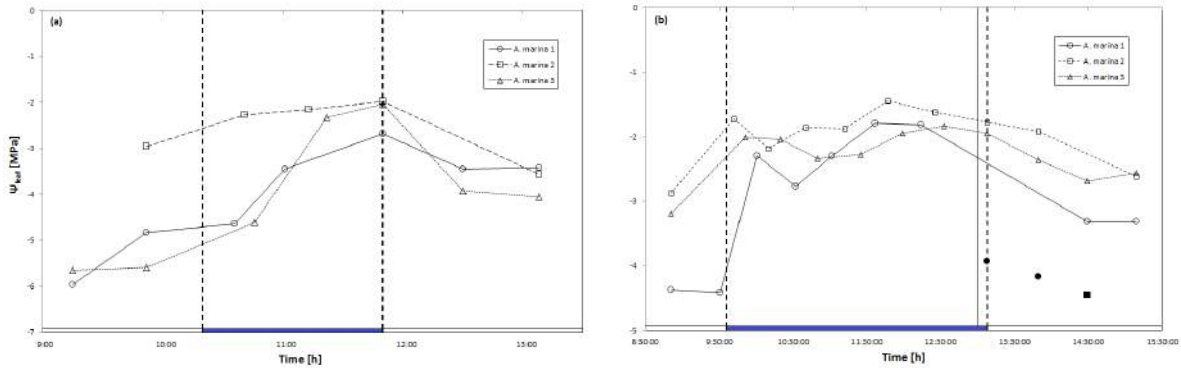 (a)
A. marina 1
A. marina 2
A. marina 3
Ψleaf [MPa]
0
-1
-2
-3
-4
-5
-6
-7
9:00 10:00 11:00 12:00 13:00
Time [h]
(b)
A. marina 1
A. marina 2
A. marina 3
0
-1
-2
-3
-4
-5
8:30:00 9:30:00 10:30:00 11:30:00 12:30:00 13:30:00 14:30:00 15:30:00
Time [h]